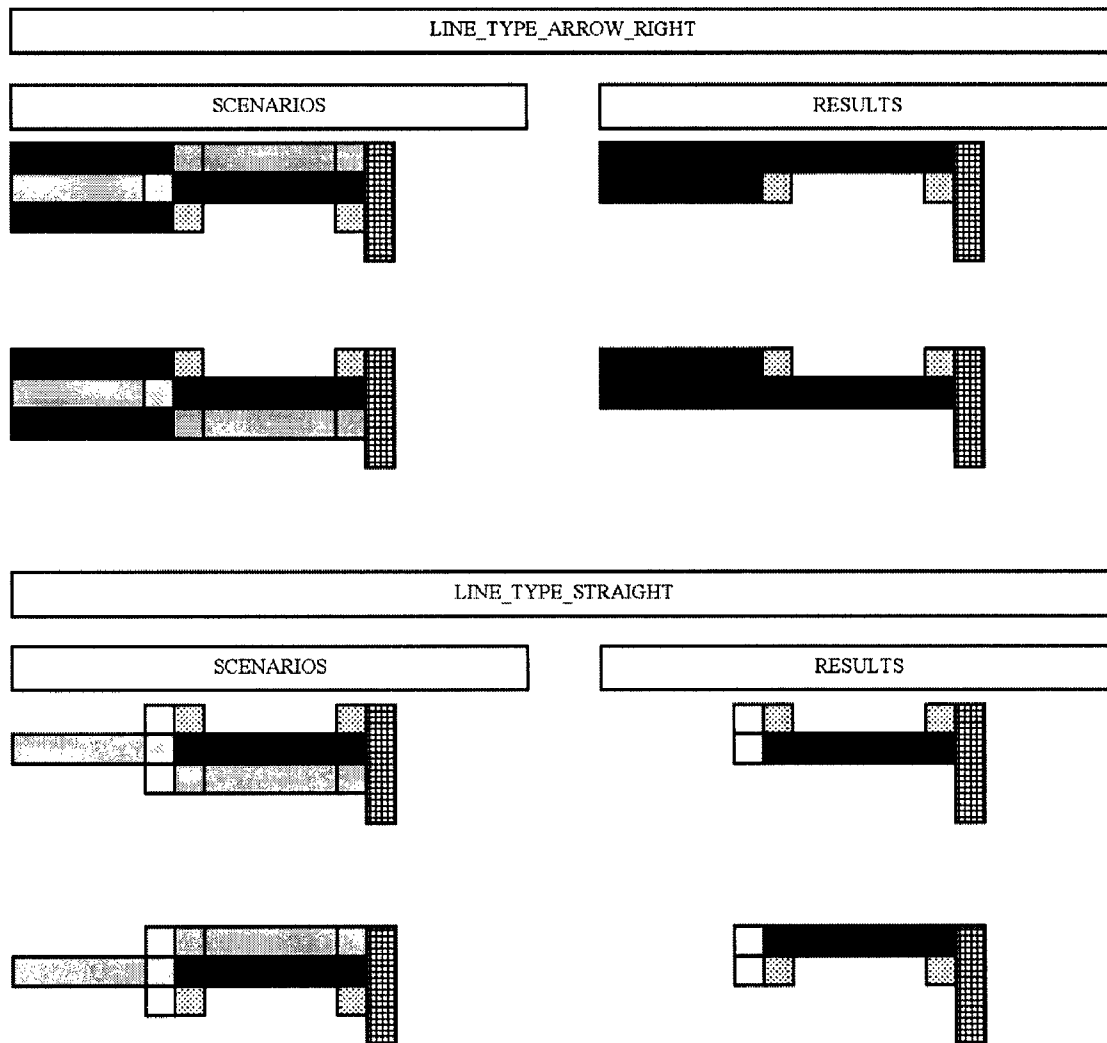 LINE_TYPE_ARROW_RIGHT
SCENARIOS
RESULTS
LINE_TYPE_STRAIGHT
SCENARIOS
RESULTS